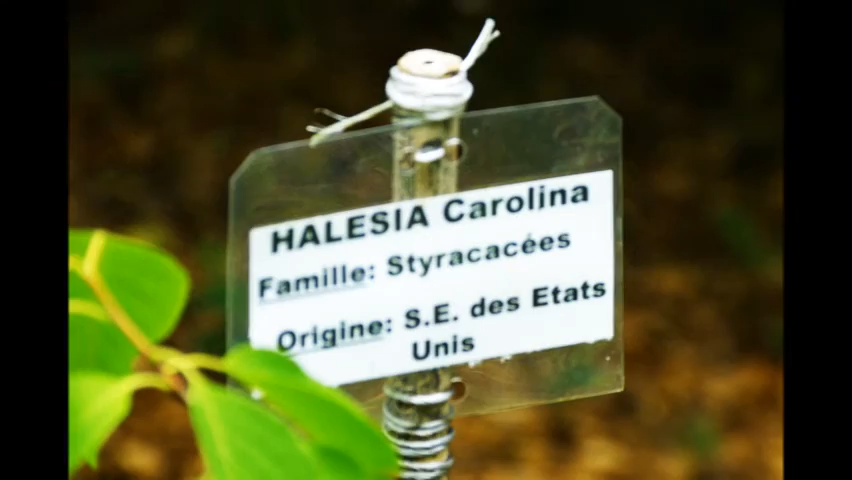 HALESIA Carolina
Famille: Styracacées
Origine: S.E. des Etats
Unis